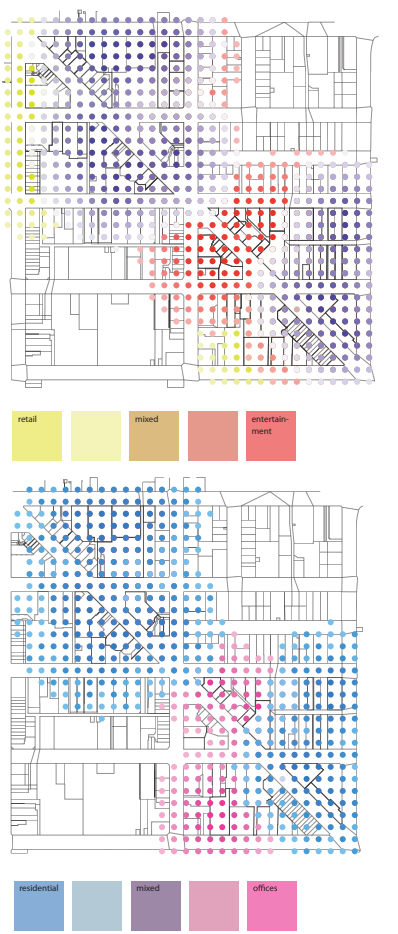 retail
mixed
entertain-
ment
residential
mixed
offices